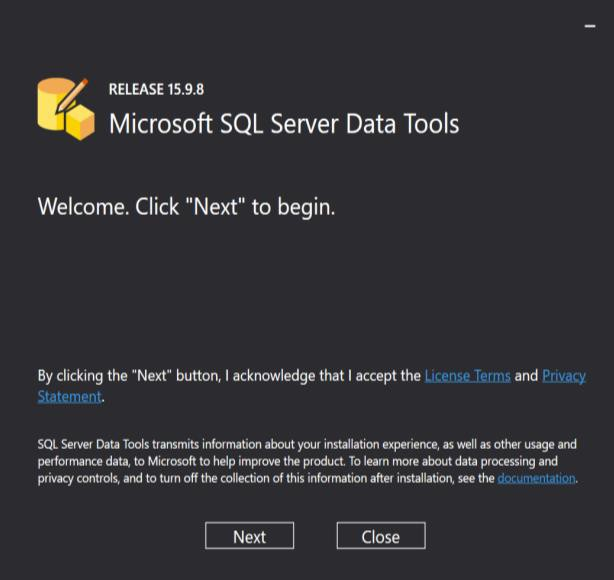 RELEASE 15.9.8
Microsoft SQL Server Data Tools
Welcome. Click "Next" to begin.
By clicking the "Next" button, I acknowledge that I accept the License Terms and Privacy
Statement.
SQL Server Data Tools transmits information about your installation experience, as well as other usage and
performance data, to Microsoft to help improve the product. To learn more about data processing and
privacy controls, and to turn off the collection of this information after installation, see the documentation.
Next
Close